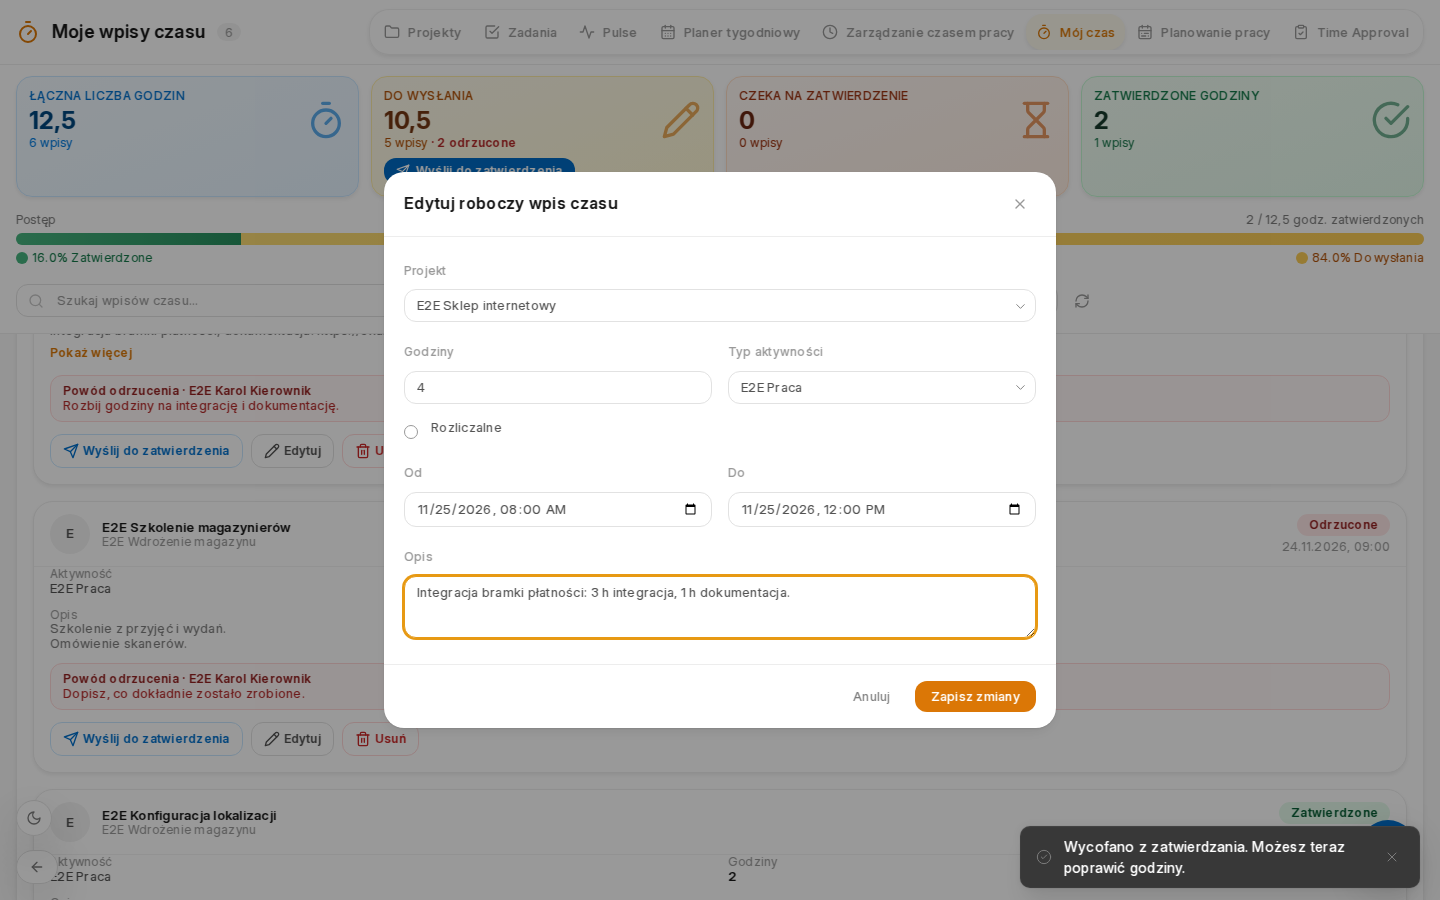 Moje wpisy czasu 6
Projekty
Zadania
Pulse
Planer tygodniowy
Zarządzanie czasem pracy
Mój czas
Planowanie pracy
Time Approval
ŁĄCZNA LICZBA GODZIN
12,5
6 wpisy
DO WYSŁANIA
10,5
5 wpisy · 2 odrzucone
Wyślij do zatwierdzenia
CZEKA NA ZATWIERDZENIE
0
0 wpisy
ZATWIERDZONE GODZINY
2
1 wpisy
Postęp
2 / 12,5 godz. zatwierdzonych
16.0% Zatwierdzone
84.0% Do wysłania
Szukaj wpisów czasu...
Pokaż więcej
Powód odrzucenia · E2E Karol Kierownik
Rozbij godziny na integrację i dokumentację.
Wyślij do zatwierdzenia
Edytuj
E2E Szkolenie magazynierów
E2E Wdrożenie magazynu
E
Odrzucone
24.11.2026, 09:00
Aktywność
E2E Praca
Opis
Szkolenie z przyjęć i wydań.
Omówienie skanerów.
Powód odrzucenia · E2E Karol Kierownik
Dopisz, co dokładnie zostało zrobione.
Wyślij do zatwierdzenia
Edytuj
Usuń
E
E2E Konfiguracja lokalizacji
E2E Wdrożenie magazynu
Zatwierdzone
E2E Praca
Godziny
2
Edytuj roboczy wpis czasu
Projekt
E2E Sklep internetowy
Godziny
4
Typ aktywności
E2E Praca
Rozliczalne
Od
11/25/2026, 08:00 AM
Do
11/25/2026, 12:00 PM
Opis
Integracja bramki płatności: 3 h integracja, 1 h dokumentacja.
Anuluj
Zapisz zmiany
Wycofano z zatwierdzania. Możesz teraz
poprawić godziny.